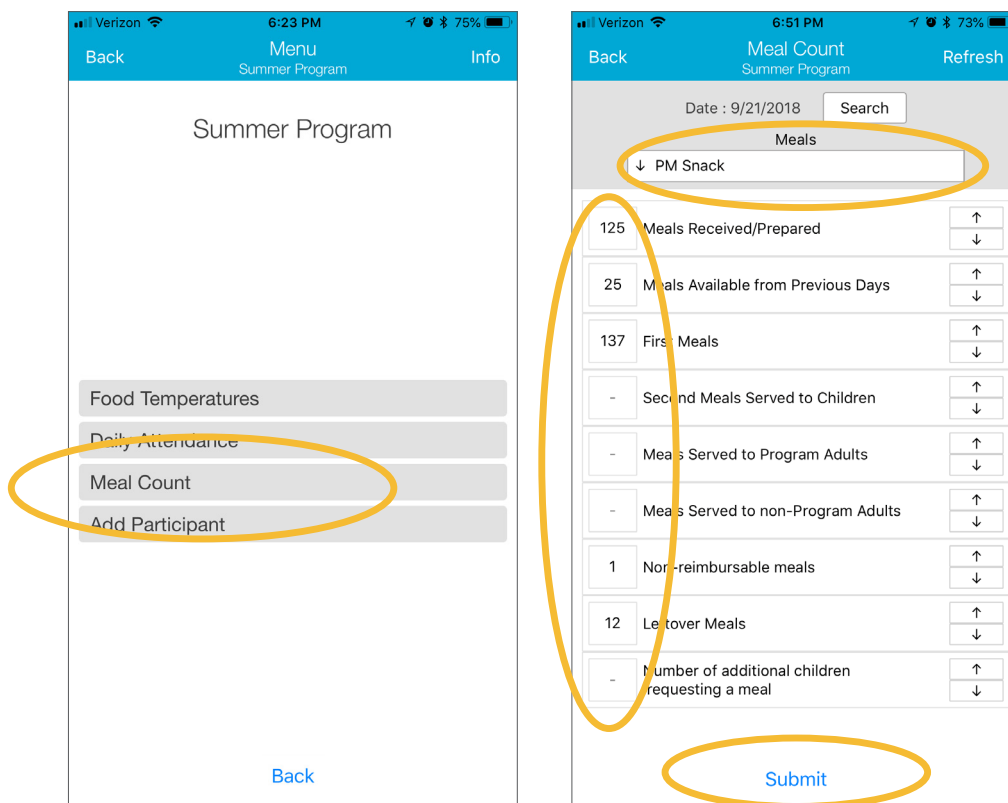 Verizon 6:23 PM 75%
Back Menu Info
Summer Program
Summer Program
Food Temperatures
Daily Attendance
Meal Count
Add Participant
Back
Verizon 6:51 PM 73%
Back Meal Count Refresh
Summer Program
Date : 9/21/2018 Search
Meals
↓ PM Snack
125 Meals Received/Prepared ↑
↓
25 Meals Available from Previous Days ↑
↓
137 First Meals ↑
↓
- Second Meals Served to Children ↑
↓
- Meals Served to Program Adults ↑
↓
- Meals Served to non-Program Adults ↑
↓
1 Non-reimbursable meals ↑
↓
12 Leftover Meals ↑
↓
- Number of additional children ↑
requesting a meal ↓
Submit